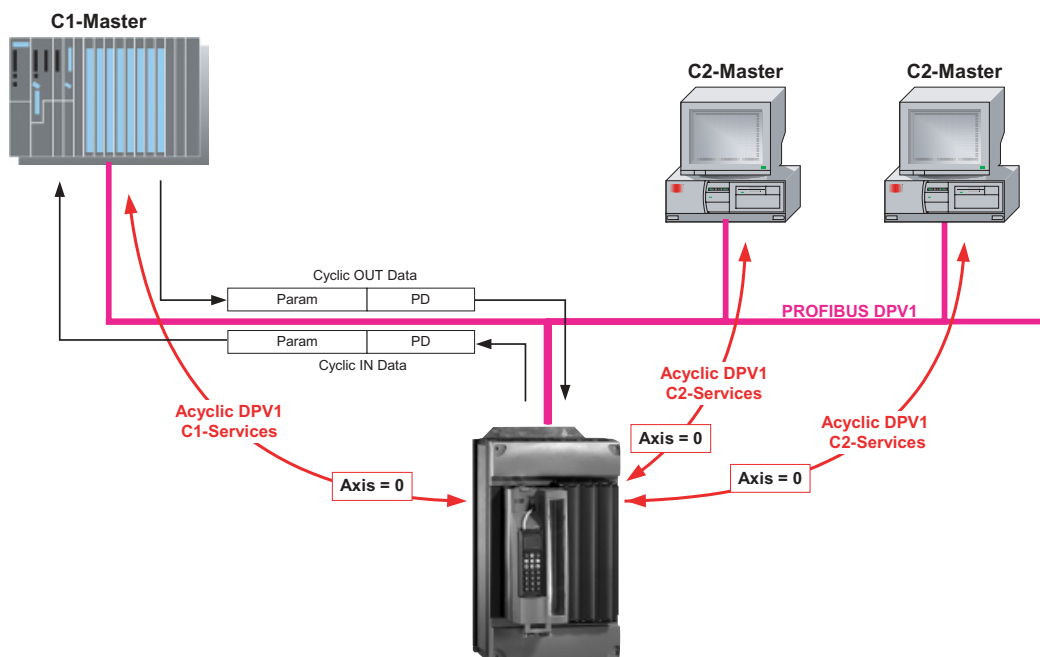 C1-Master
C2-Master
C2-Master
Cyclic OUT Data
Param
PD
PROFIBUS DPV1
Param
PD
Cyclic IN Data
Acyclic DPV1
C1-Services
Acyclic DPV1
C2-Services
Acyclic DPV1
C2-Services
Axis = 0
Axis = 0
Axis = 0